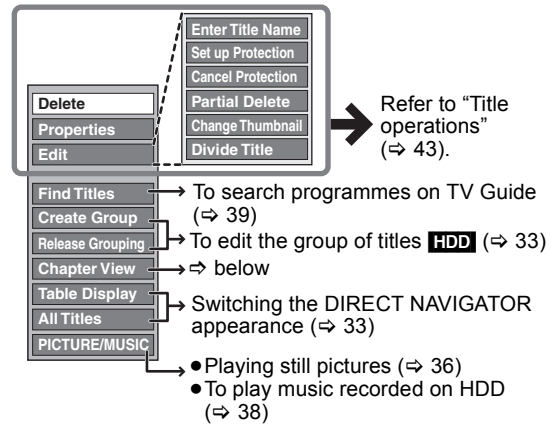 Enter Title Name
Set up Protection
Cancel Protection
Partial Delete
Change Thumbnail
Divide Title
Delete
Properties
Edit
Refer to “Title
operations”
(⇨ 43).
Find Titles
To search programmes on TV Guide
(⇨ 39)
Create Group
Release Grouping
To edit the group of titles HDD (⇨ 33)
Chapter View
⇨ below
Table Display
All Titles
Switching the DIRECT NAVIGATOR
appearance (⇨ 33)
PICTURE/MUSIC
●Playing still pictures (⇨ 36)
●To play music recorded on HDD
(⇨ 38)